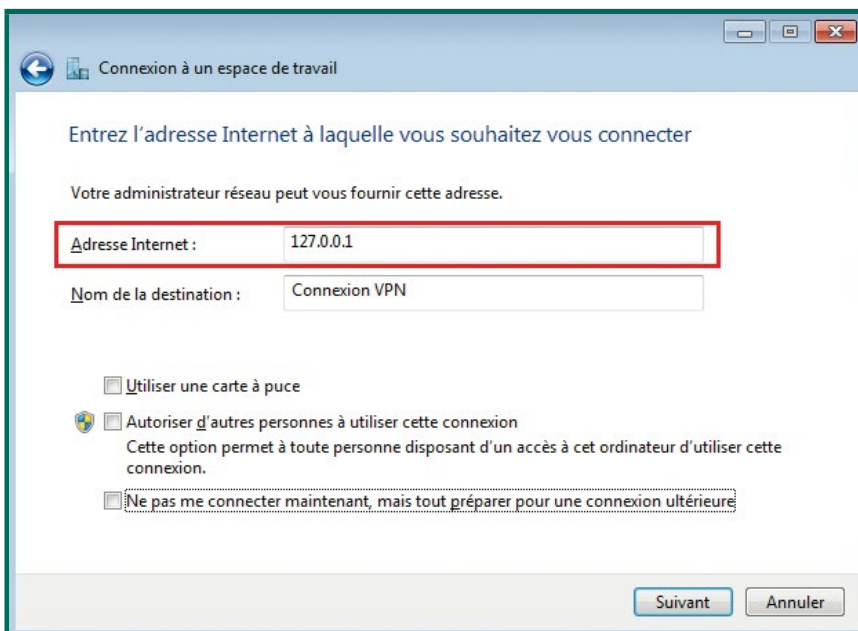 Connexion à un espace de travail
Entrez l’adresse Internet à laquelle vous souhaitez vous connecter
Votre administrateur réseau peut vous fournir cette adresse.
Adresse Internet : 127.0.0.1
Nom de la destination : Connexion VPN
Utiliser une carte à puce
Autoriser d’autres personnes à utiliser cette connexion
Cette option permet à toute personne disposant d’un accès à cet ordinateur d’utiliser cette
connexion.
Ne pas me connecter maintenant, mais tout préparer pour une connexion ultérieure
Suivant Annuler